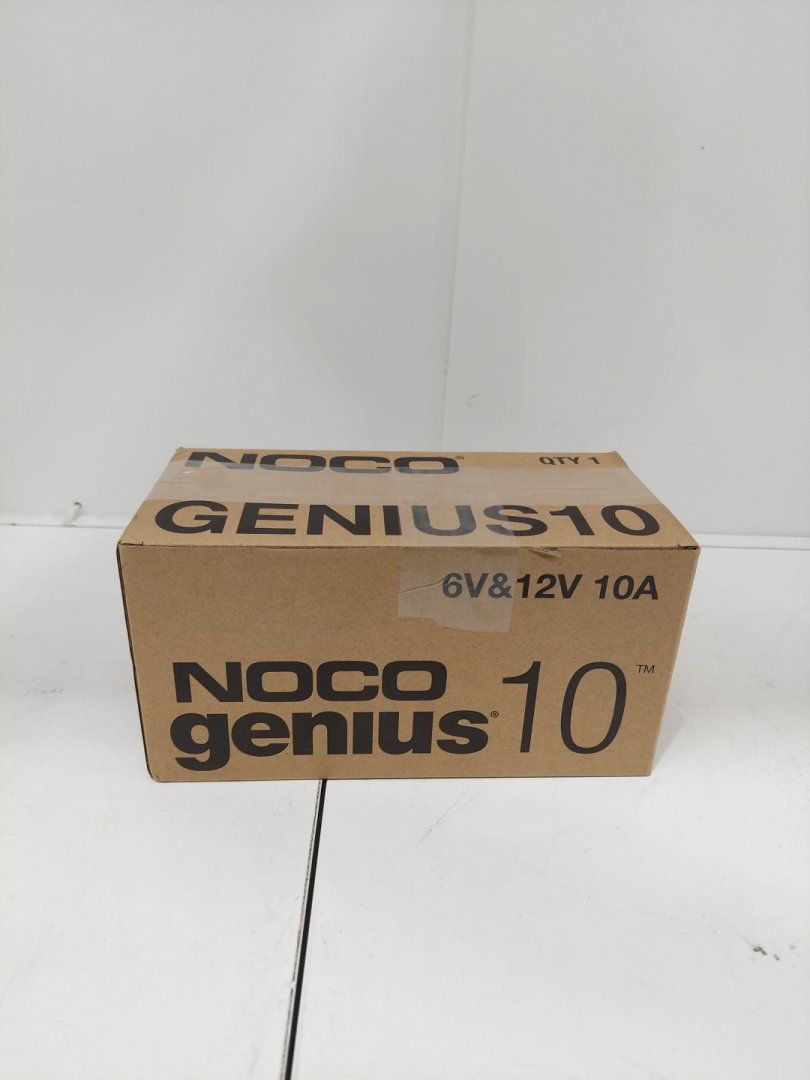 NOCO® QTY 1
GENIUS10
6V&12V 10A
NOCO
genius® 10™